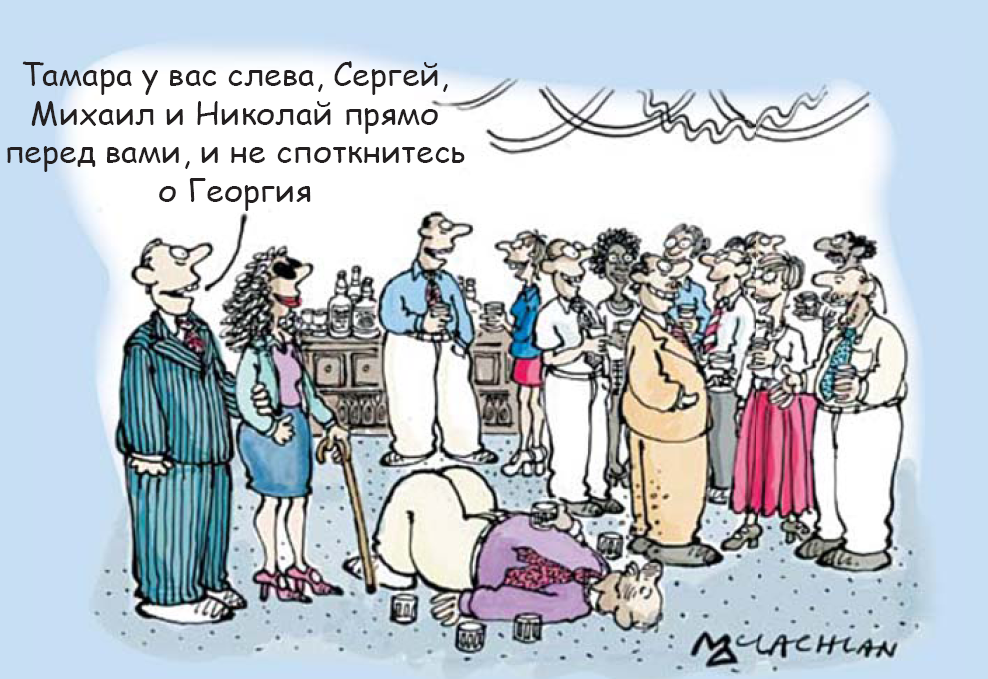 Тамара у вас слева, Сергей,
Михаил и Николай прямо
перед вами, и не споткнитесь
о Георгия
McLACHLAN